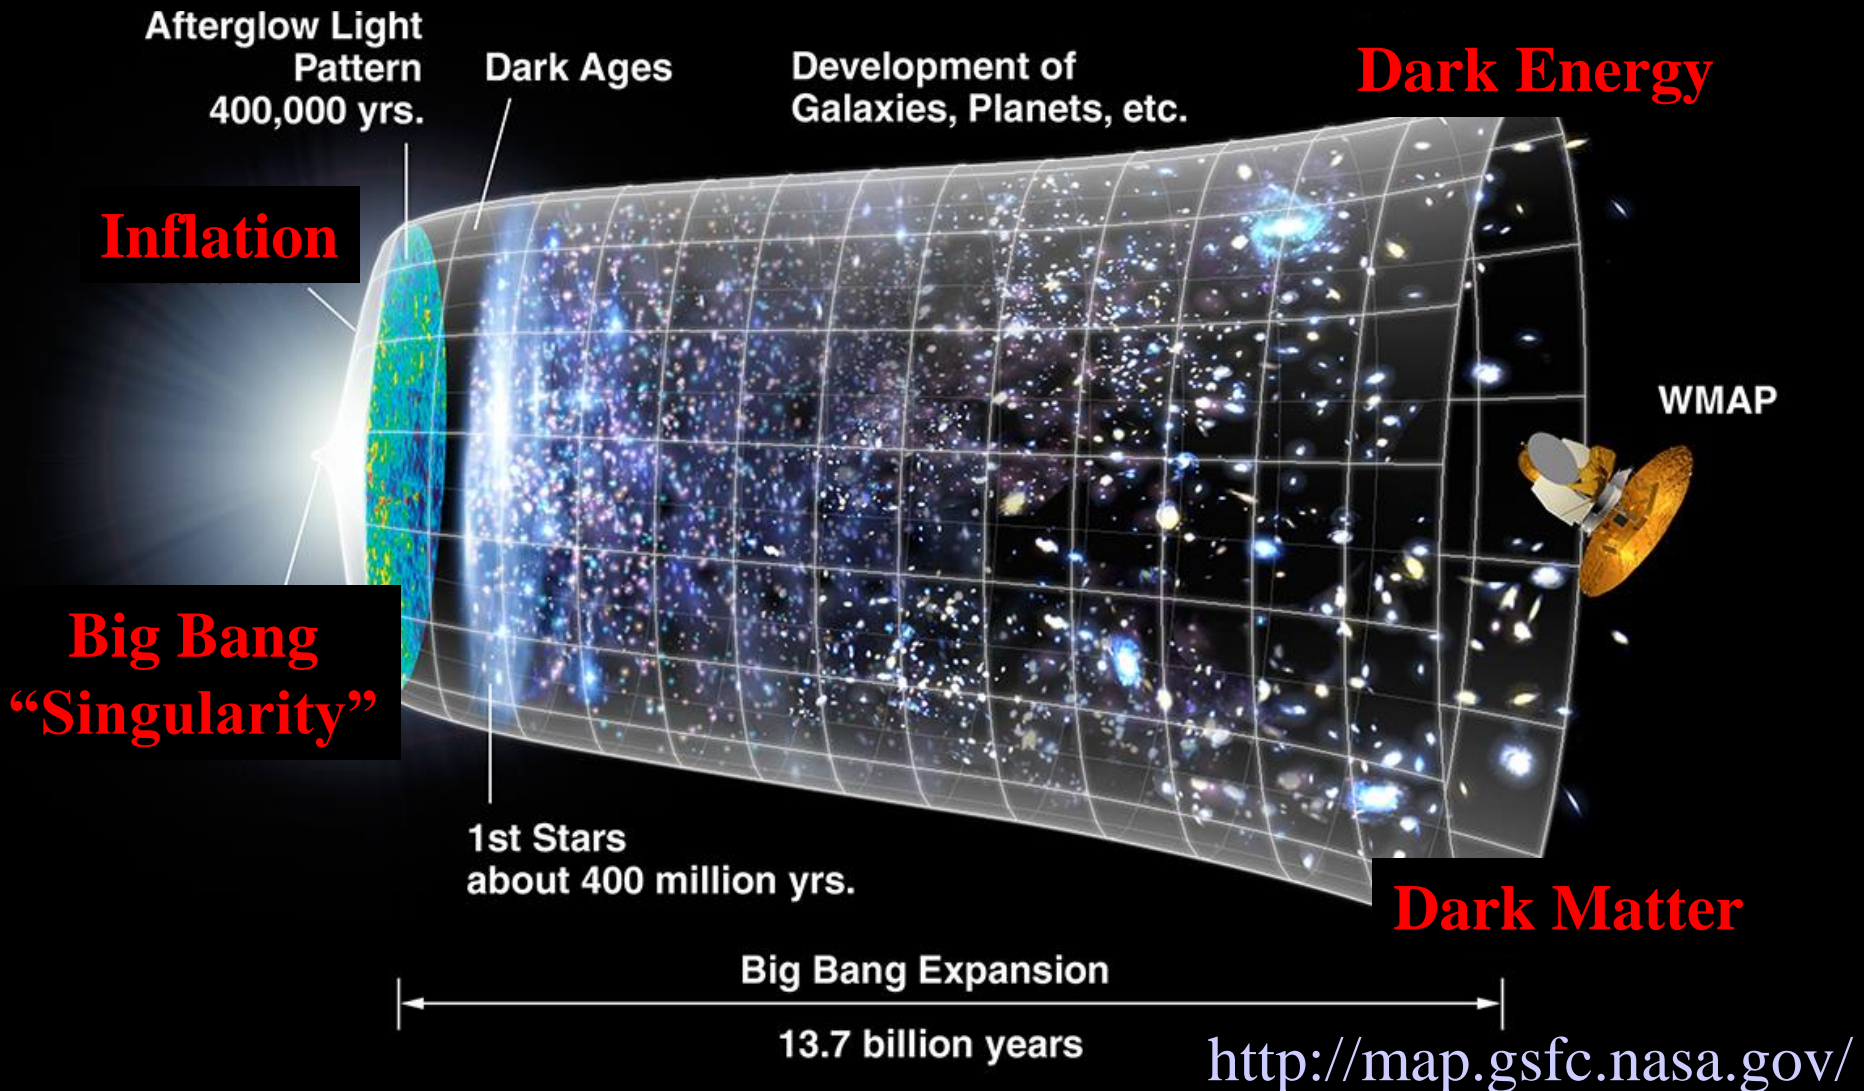 Afterglow Light
Pattern
400,000 yrs.
Dark Ages
Development of
Galaxies, Planets, etc.
Dark Energy
Inflation
WMAP
Big Bang
“Singularity”
1st Stars
about 400 million yrs.
Dark Matter
Big Bang Expansion
13.7 billion years
http://map.gsfc.nasa.gov/